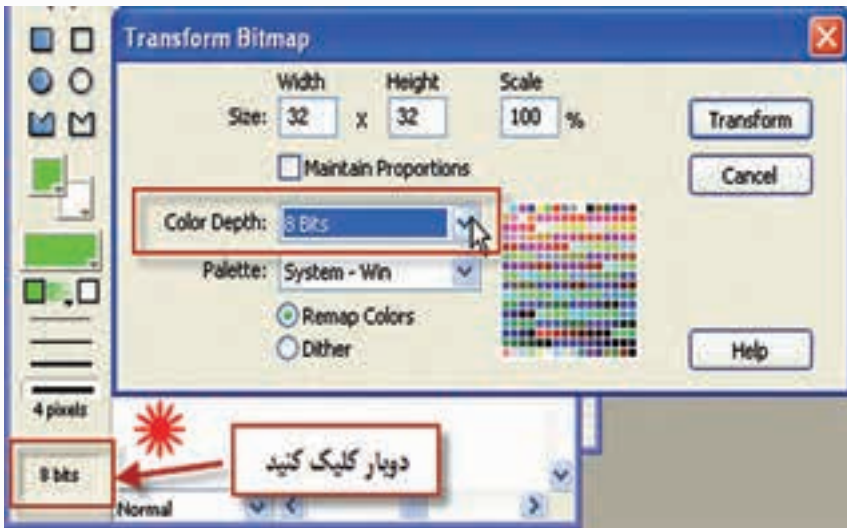 Transform Bitmap
Width Height Scale
Size: 32 x 32 100 %
Transform
Maintain Proportions
Cancel
Color Depth: 8 Bits
Palette: System - Win
Remap Colors
Dither
Help
4 pixels
8 bits
دوبار کلیک کنید
Normal